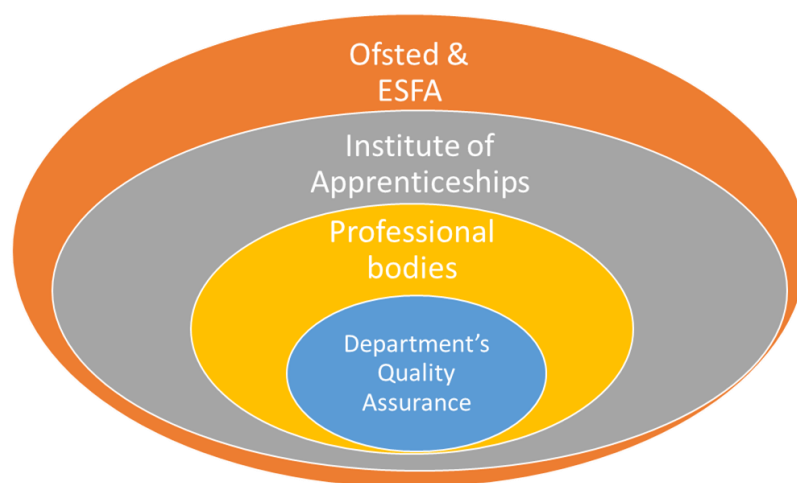 Ofsted &
ESFA
Institute of
Apprenticeships
Professional
bodies
Department’s
Quality
Assurance